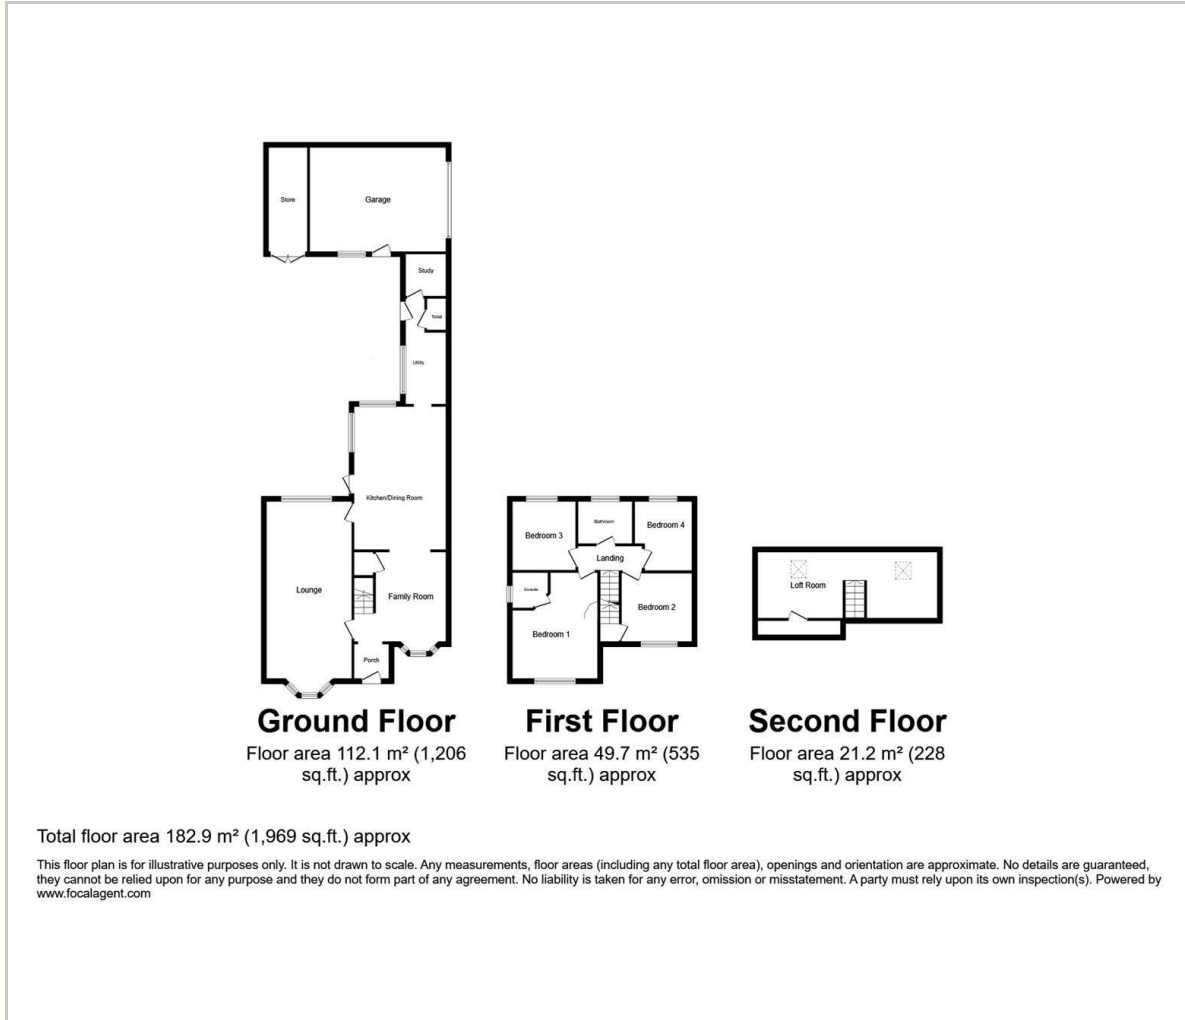 Store
Garage
Study
Toilet
Utility
Kitchen/Dining Room
Lounge
Family Room
Porch
Bedroom 3
Bathroom
Bedroom 4
Landing
En-suite
Bedroom 2
Bedroom 1
Loft Room
Ground Floor
Floor area 112.1 m² (1,206
sq.ft.) approx
First Floor
Floor area 49.7 m² (535
sq.ft.) approx
Second Floor
Floor area 21.2 m² (228
sq.ft.) approx
Total floor area 182.9 m² (1,969 sq.ft.) approx
This floor plan is for illustrative purposes only. It is not drawn to scale. Any measurements, floor areas (including any total floor area), openings and orientation are approximate. No details are guaranteed,
they cannot be relied upon for any purpose and they do not form part of any agreement. No liability is taken for any error, omission or misstatement. A party must rely upon its own inspection(s). Powered by
www.focalagent.com